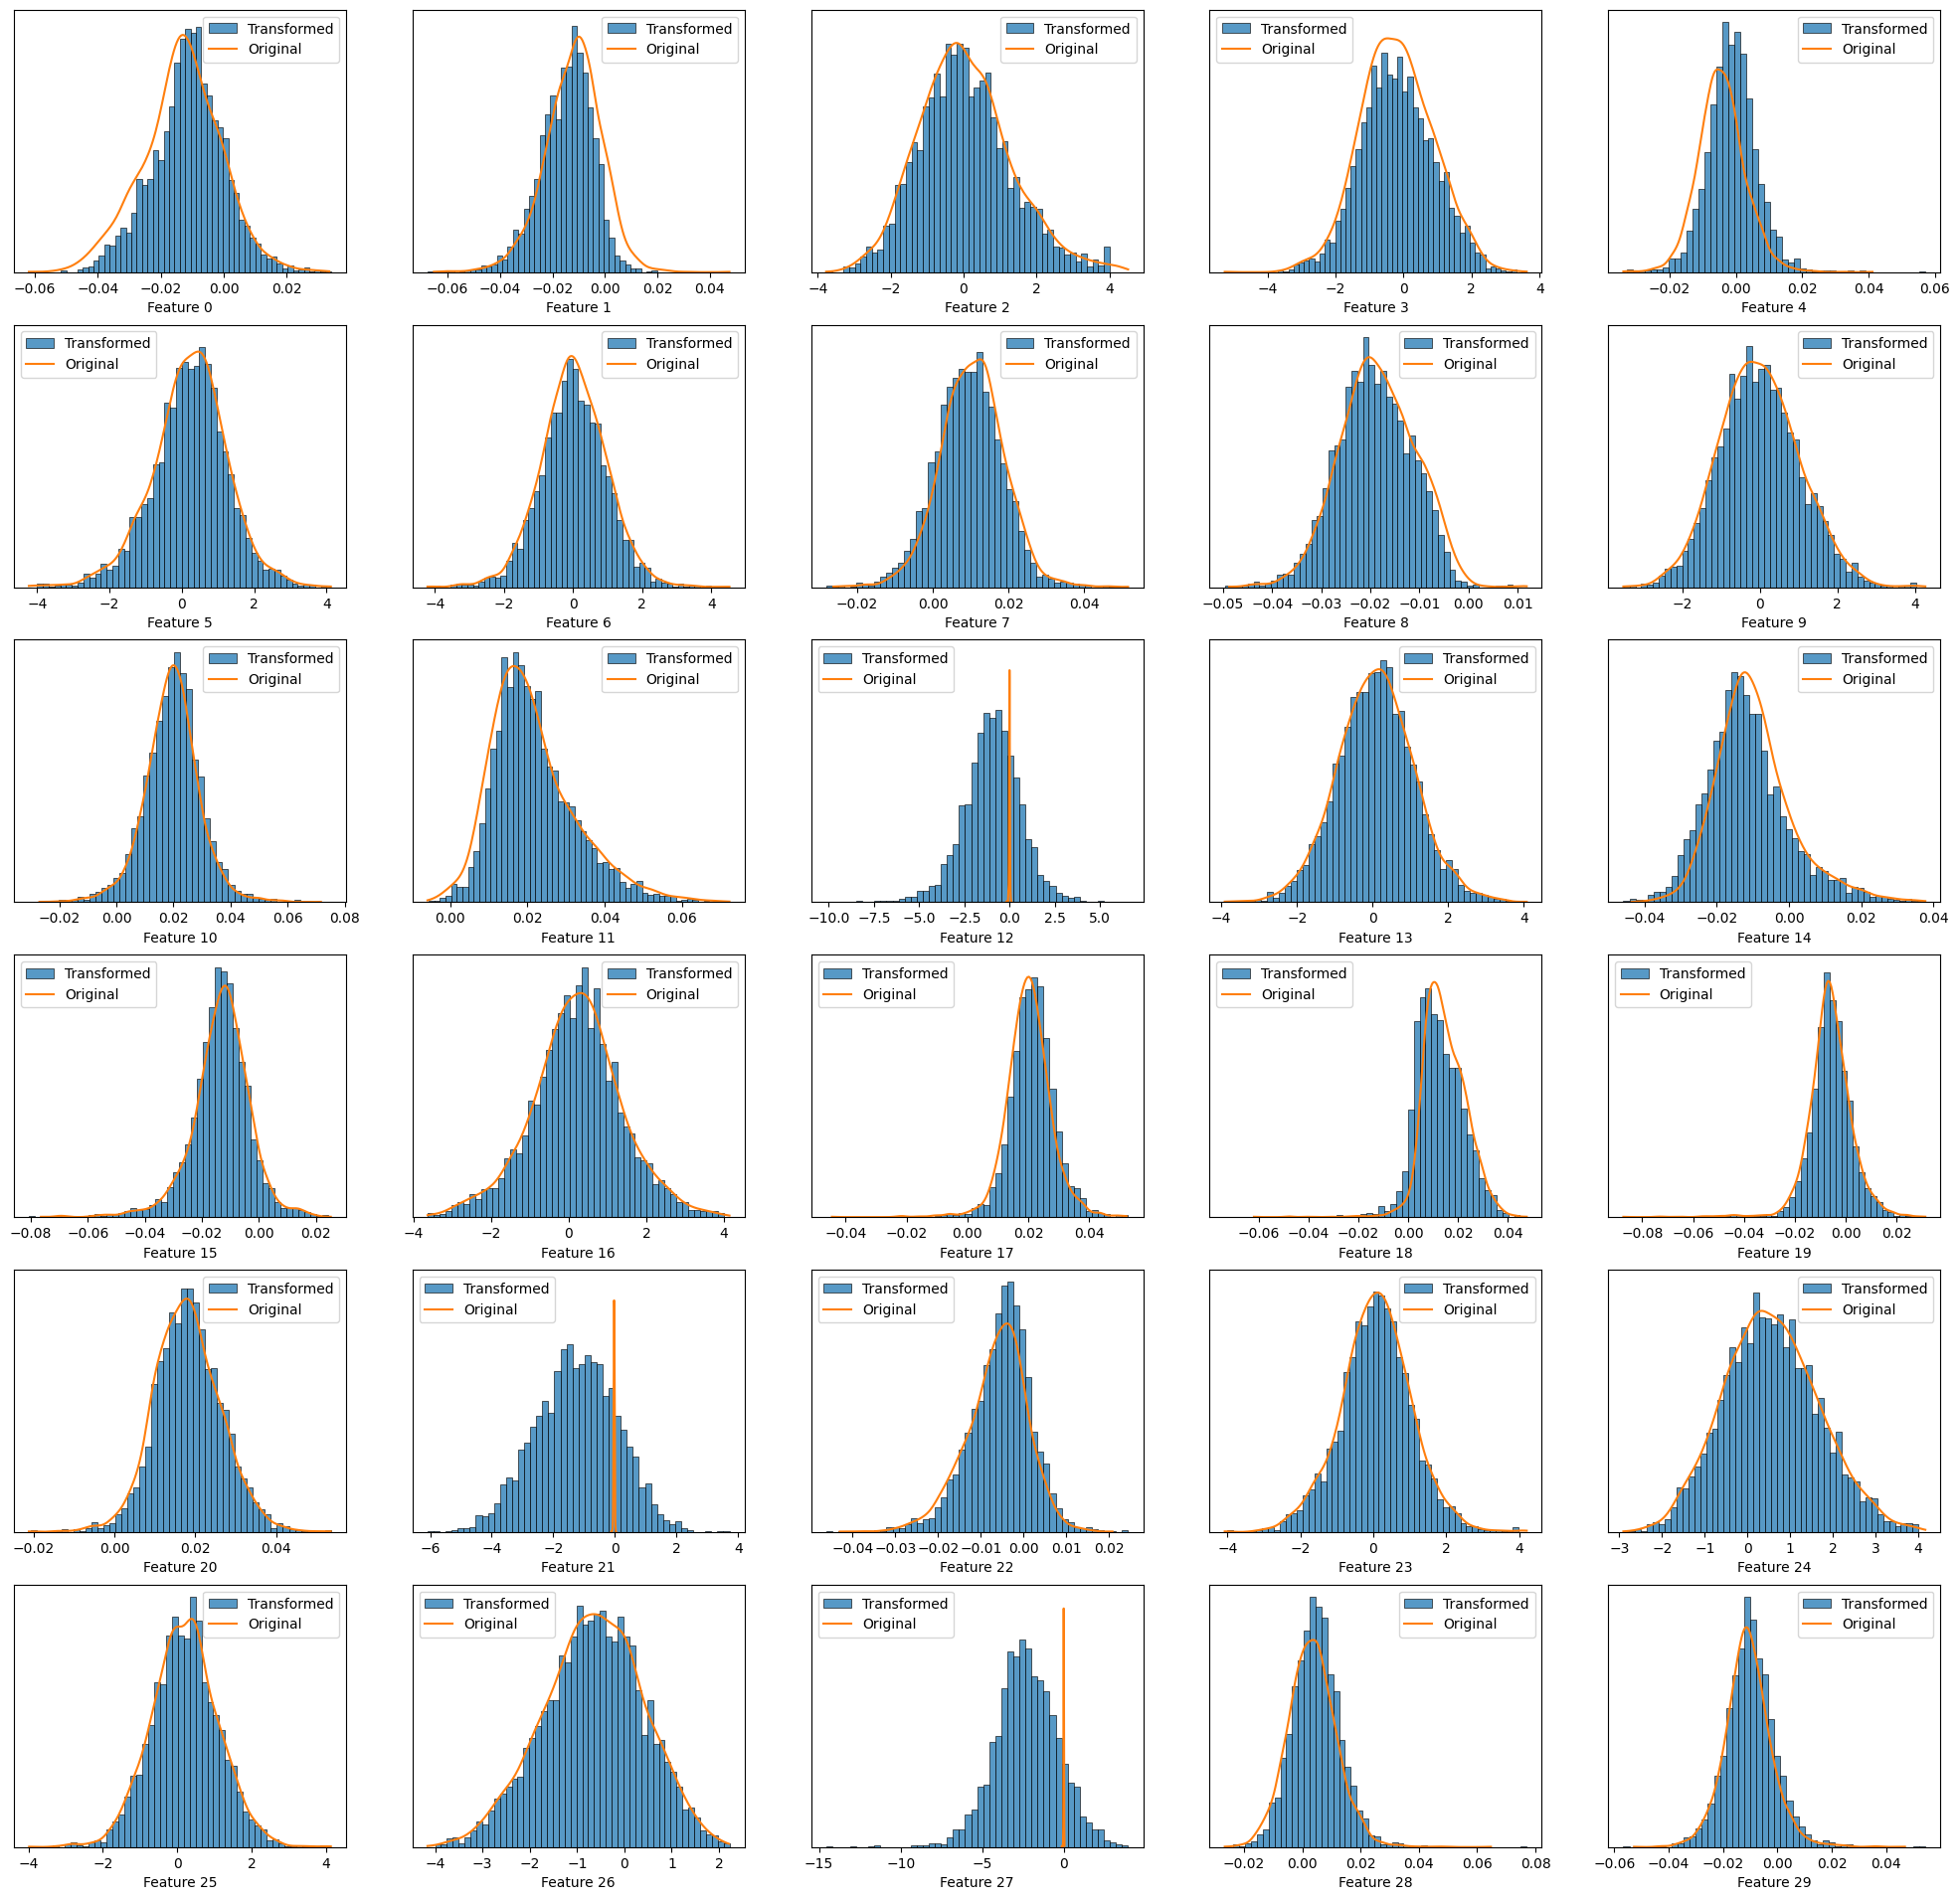 Transformed
Original
−0.06 −0.04 −0.02 0.00 0.02
Feature 0
Transformed
Original
−0.06 −0.04 −0.02 0.00 0.02 0.04
Feature 1
Transformed
Original
−4 −2 0 2 4
Feature 2
Transformed
Original
−4 −2 0 2 4
Feature 3
Transformed
Original
−0.02 0.00 0.02 0.04 0.06
Feature 4
Transformed
Original
−4 −2 0 2 4
Feature 5
Transformed
Original
−4 −2 0 2 4
Feature 6
Transformed
Original
−0.02 0.00 0.02 0.04
Feature 7
Transformed
Original
−0.05 −0.04 −0.03 −0.02 −0.01 0.00 0.01
Feature 8
Transformed
Original
−2 0 2 4
Feature 9
Transformed
Original
−0.02 0.00 0.02 0.04 0.06 0.08
Feature 10
Transformed
Original
0.00 0.02 0.04 0.06
Feature 11
Transformed
Original
−10.0 −7.5 −5.0 −2.5 0.0 2.5 5.0
Feature 12
Transformed
Original
−4 −2 0 2 4
Feature 13
Transformed
Original
−0.04 −0.02 0.00 0.02 0.04
Feature 14
Transformed
Original
−0.08 −0.06 −0.04 −0.02 0.00 0.02
Feature 15
Transformed
Original
−4 −2 0 2 4
Feature 16
Transformed
Original
−0.04 −0.02 0.00 0.02 0.04
Feature 17
Transformed
Original
−0.06 −0.04 −0.02 0.00 0.02 0.04
Feature 18
Transformed
Original
−0.08 −0.06 −0.04 −0.02 0.00 0.02
Feature 19
Transformed
Original
−0.02 0.00 0.02 0.04
Feature 20
Transformed
Original
−6 −4 −2 0 2 4
Feature 21
Transformed
Original
−0.04 −0.03 −0.02 −0.01 0.00 0.01 0.02
Feature 22
Transformed
Original
−4 −2 0 2 4
Feature 23
Transformed
Original
−3 −2 −1 0 1 2 3 4
Feature 24
Transformed
Original
−4 −2 0 2 4
Feature 25
Transformed
Original
−4 −3 −2 −1 0 1 2
Feature 26
Transformed
Original
−15 −10 −5 0
Feature 27
Transformed
Original
−0.02 0.00 0.02 0.04 0.06 0.08
Feature 28
Transformed
Original
−0.06 −0.04 −0.02 0.00 0.02 0.04
Feature 29